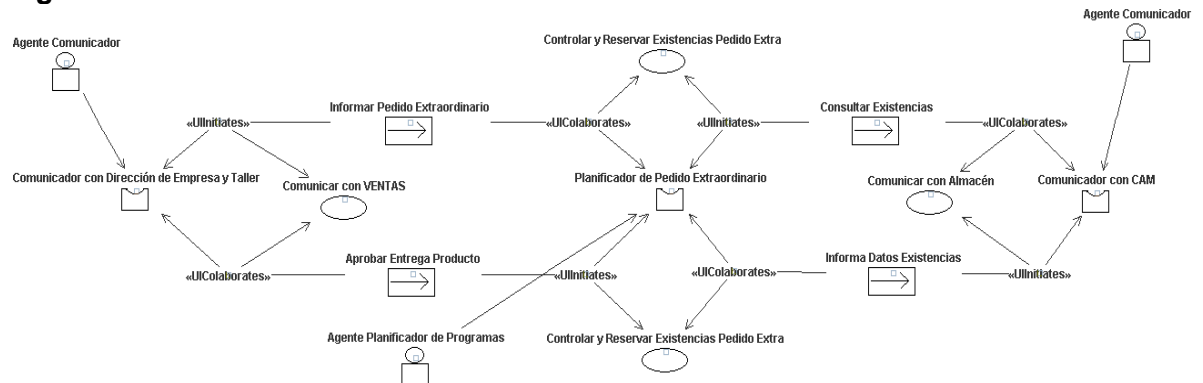 Agente Comunicador
Agente Comunicador
Controlar y Reservar Existencias Pedido Extra
Informar Pedido Extraordinario
Consultar Existencias
«UIInitiates»
«UIColaborates»
«UIInitiates»
«UIColaborates»
Comunicador con Dirección de Empresa y Taller
Comunicar con VENTAS
Planificador de Pedido Extraordinario
Comunicar con Almacén
Comunicador con CAM
Aprobar Entrega Producto
Informa Datos Existencias
«UIColaborates»
«UIInitiates»
«UIColaborates»
«UIInitiates»
Agente Planificador de Programas
Controlar y Reservar Existencias Pedido Extra